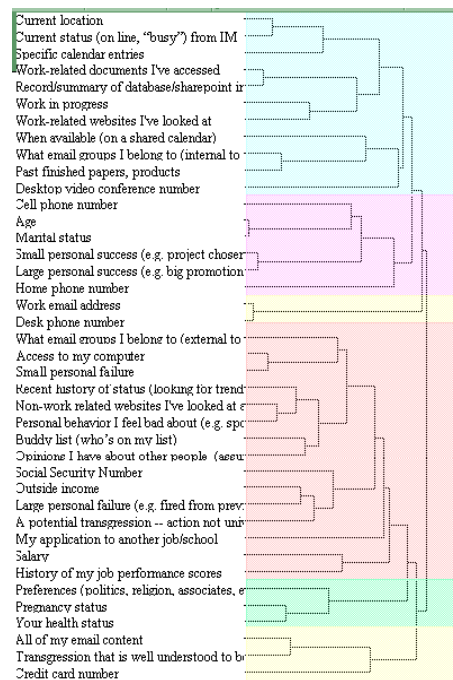 Current location
Current status (on line, “busy”) from IM
Specific calendar entries
Work-related documents I've accessed
Record/summary of database/sharepoint in
Work in progress
Work-related websites I've looked at
When available (on a shared calendar)
What email groups I belong to (internal to
Past finished papers, products
Desktop video conference number
Cell phone number
Age
Marital status
Small personal success (e.g. project chosen
Large personal success (e.g. big promotion
Home phone number
Work email address
Desk phone number
What email groups I belong to (external to
Access to my computer
Small personal failure
Recent history of status (looking for trend
Non-work related websites I've looked at
Personal behavior I feel bad about (e.g. spo
Buddy list (who's on my list)
Opinions I have about other people (assu
Social Security Number
Outside income
Large personal failure (e.g. fired from prev
A potential transgression -- action not univ
My application to another job/school
Salary
History of my job performance scores
Preferences (politics, religion, associates, e
Pregnancy status
Your health status
All of my email content
Transgression that is well understood to be
Credit card number